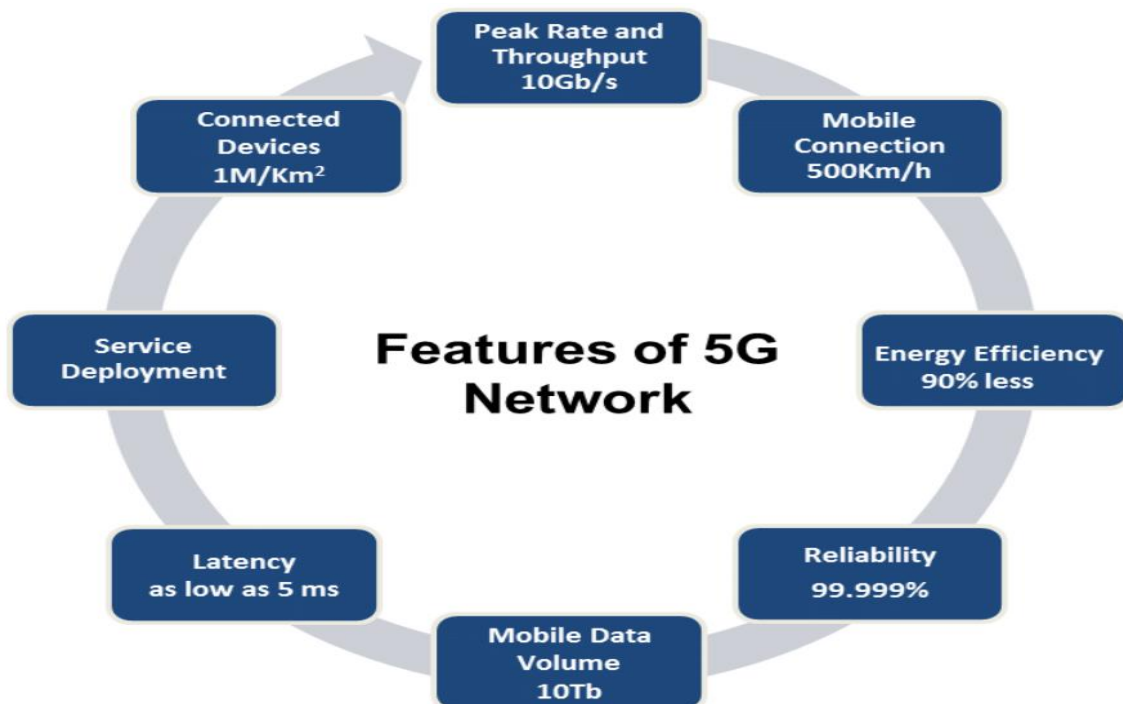 Peak Rate and
Throughput
10Gb/s
Mobile
Connection
500Km/h
Energy Efficiency
90% less
Reliability
99.999%
Mobile Data
Volume
10Tb
Latency
as low as 5 ms
Service
Deployment
Connected
Devices
1M/Km²
Features of 5G
Network